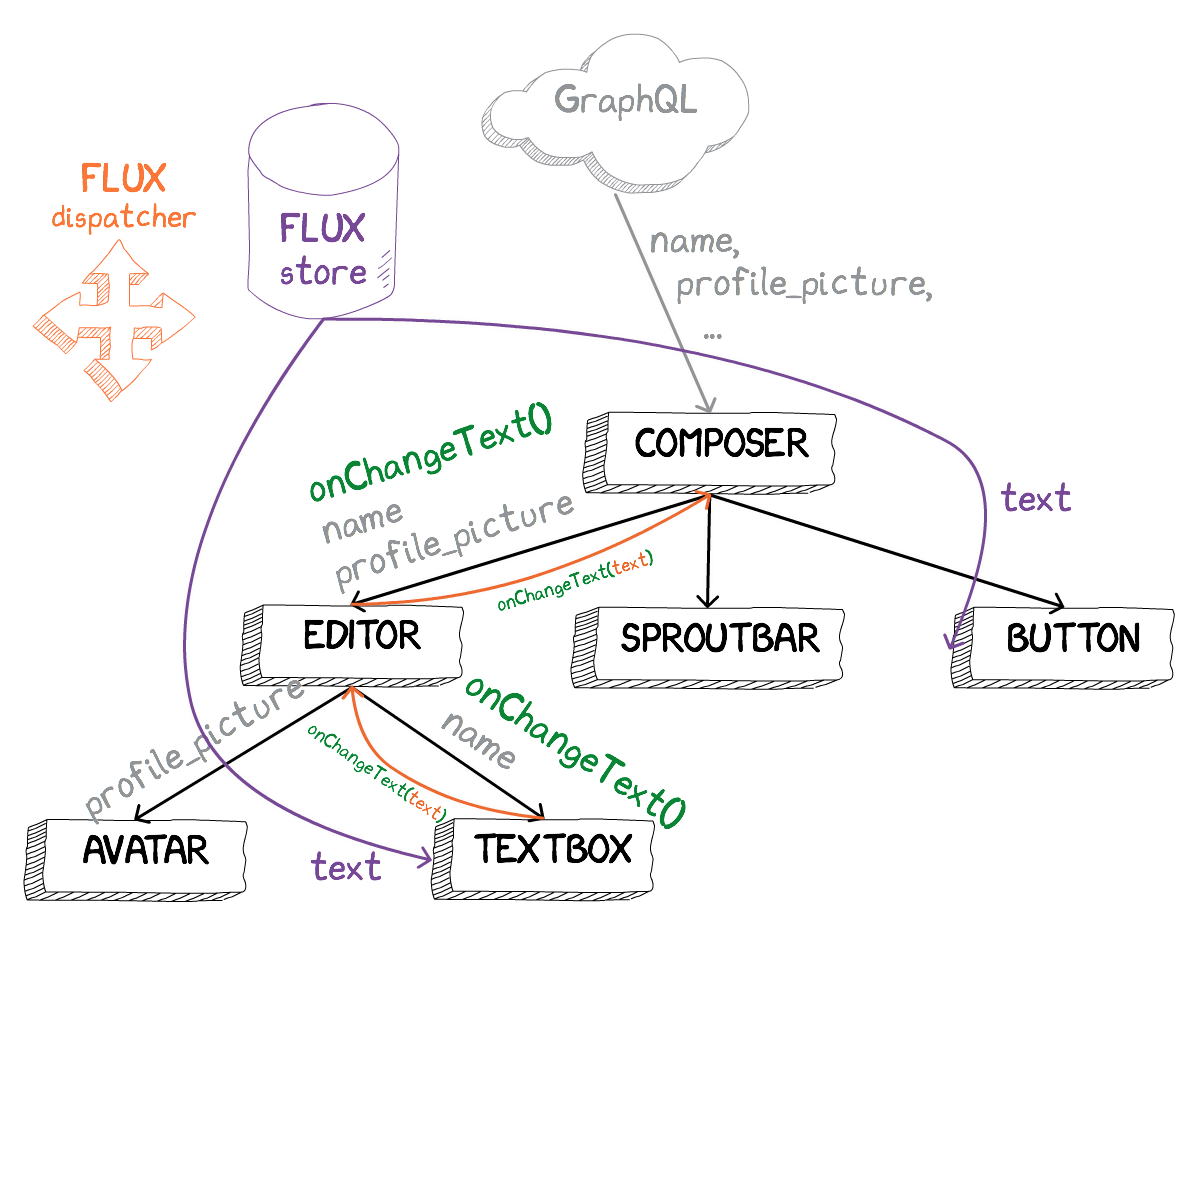 GraphQL
FLUX
dispatcher
FLUX
store
name,
profile_picture,
...
onChangeText()
name
profile_picture
COMPOSER
text
onChangeText(text)
EDITOR
SPROUTBAR
BUTTON
profile_picture
onChangeText(text)
name
onChangeText()
AVATAR
text
TEXTBOX